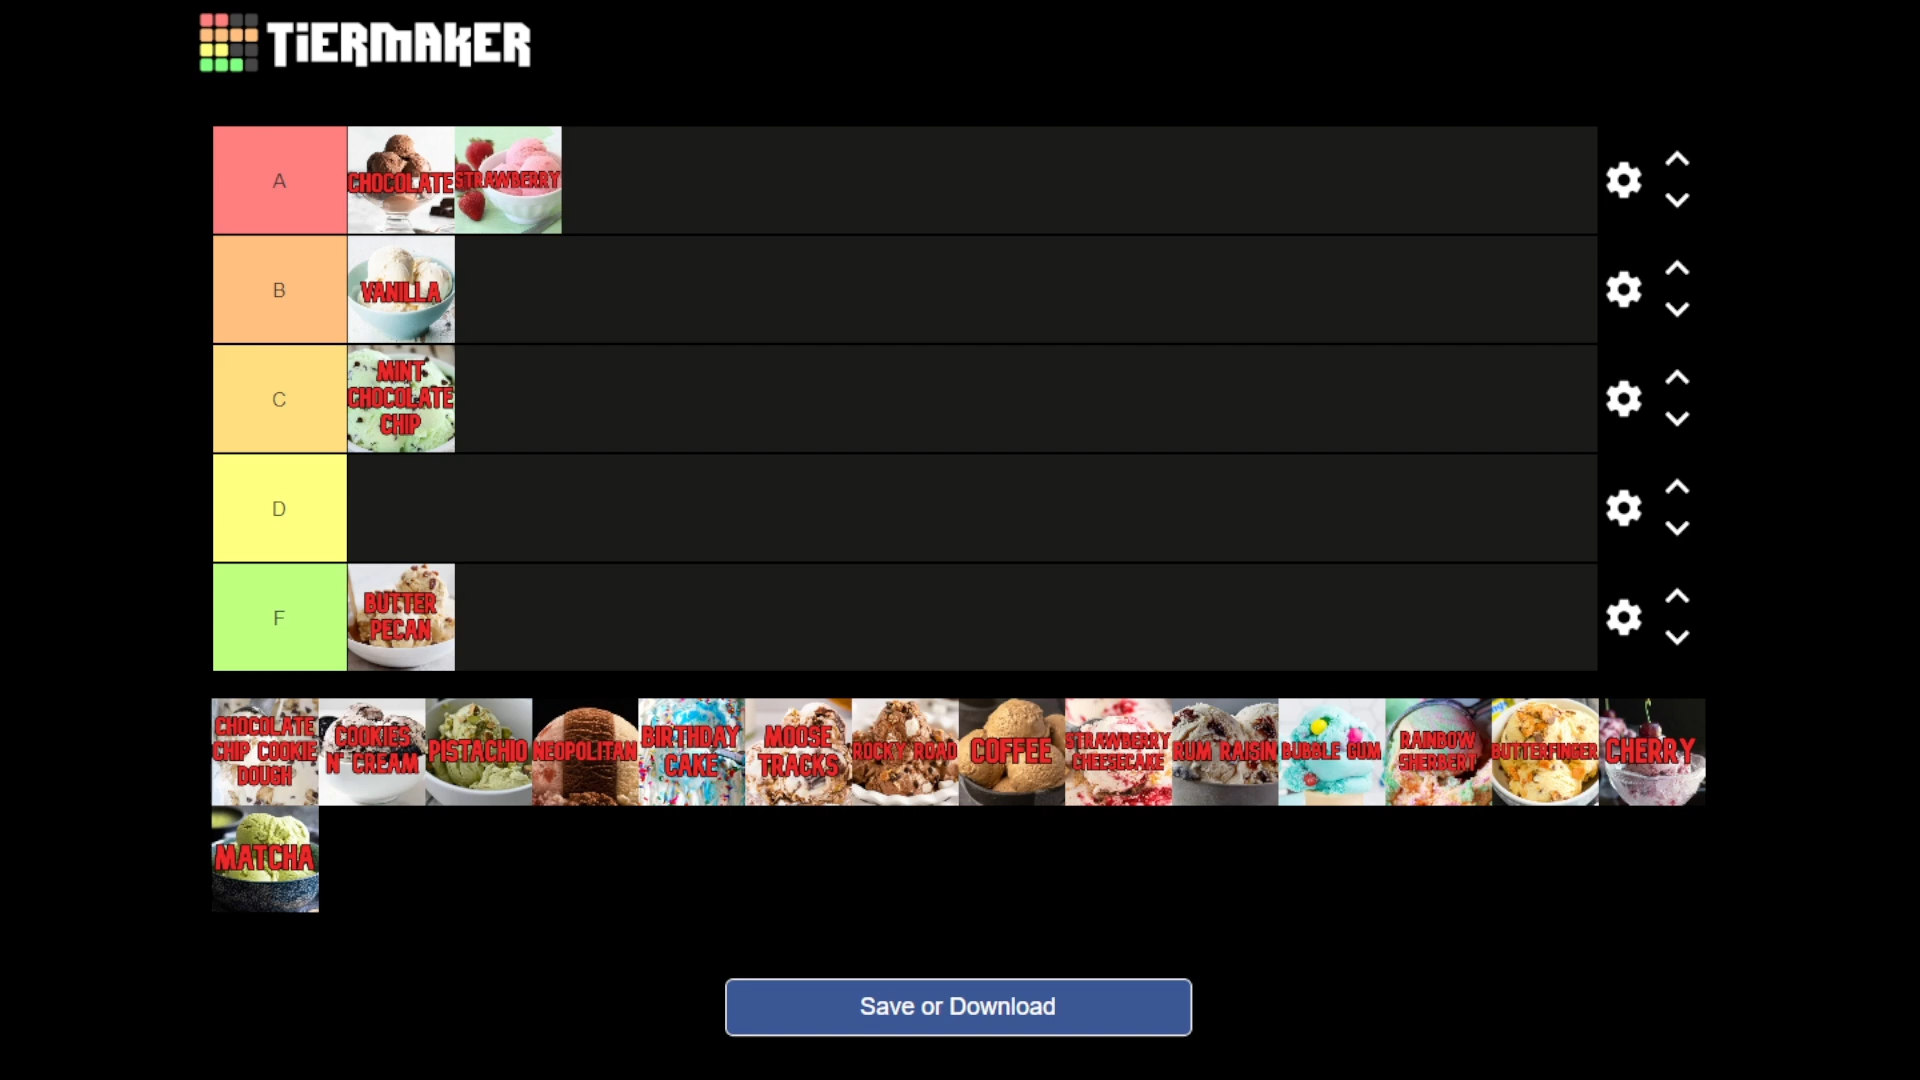 TiERMAKER
A
CHOCOLATE
STRAWBERRY
B
VANILLA
C
MINT
CHOCOLATE
CHIP
D
F
BUTTER
PECAN
CHOCOLATE
CHIP COOKIE
DOUGH
COOKIES
N' CREAM
PISTACHIO
NEOPOLITAN
BIRTHDAY
CAKE
MOOSE
TRACKS
ROCKY ROAD
COFFEE
STRAWBERRY
CHEESECAKE
RUM RAISIN
BUBBLE GUM
RAINBOW
SHERBERT
BUTTERFINGER
CHERRY
MATCHA
Save or Download